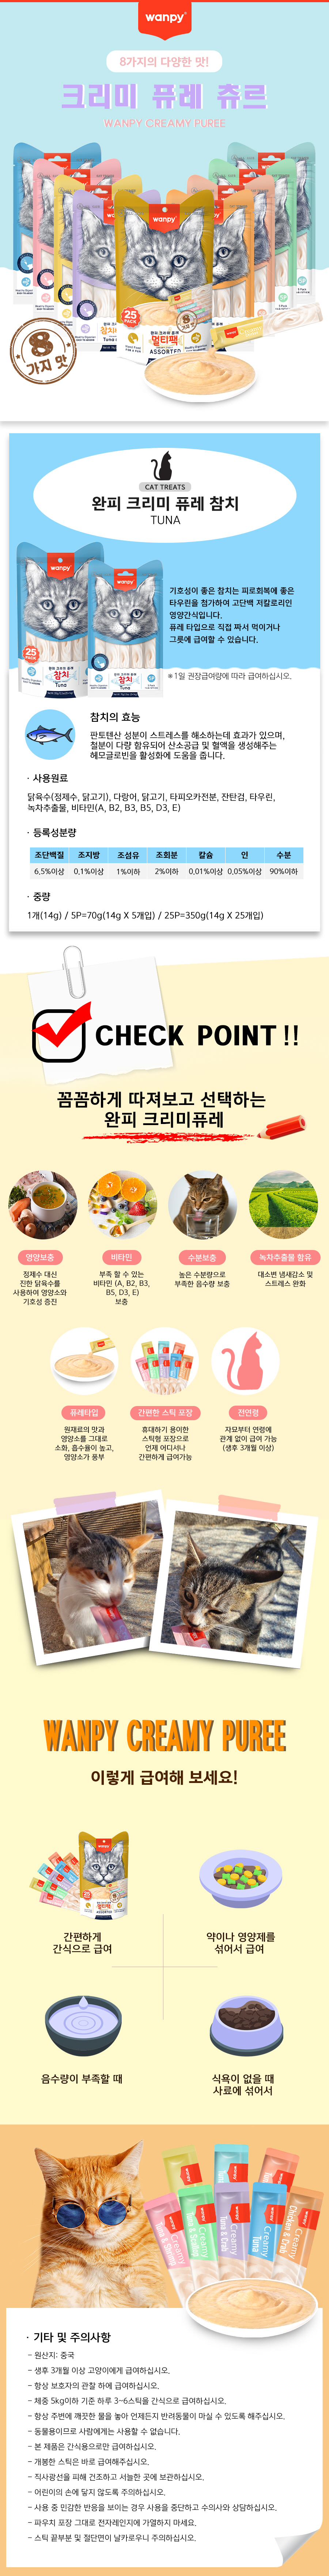 wanpy
8가지의 다양한 맛!
크리미 퓨레 츄르
WANPY CREAMY PUREE
wanpy
25 PACK
완피 크리미 퓨레
멀티팩
ASSORTED
8가지 맛
8
가지 맛
CAT TREATS
완피 크리미 퓨레 참치
TUNA
wanpy
25 PACK
참치
Tuna
wanpy
참치
Tuna
기호성이 좋은 참치는 피로회복에 좋은
타우린을 첨가하여 고단백 저칼로리인
영양간식입니다.
퓨레 타입으로 직접 짜서 먹이거나
그릇에 급여할 수 있습니다.
※1일 권장급여량에 따라 급여하십시오.
참치의 효능
판토텐산 성분이 스트레스를 해소하는데 효과가 있으며,
철분이 다량 함유되어 산소공급 및 혈액을 생성해주는
헤모글로빈을 활성화에 도움을 줍니다.
· 사용원료
닭육수(정제수, 닭고기), 다랑어, 닭고기, 타피오카전분, 잔탄검, 타우린,
녹차추출물, 비타민(A, B2, B3, B5, D3, E)
· 등록성분량
조단백질 조지방 조섬유 조회분 칼슘 인 수분
6,5%이상 0,1%이상 1%이하 2%이하 0,01%이상 0,05%이상 90%이하
· 중량
1개(14g) / 5P=70g(14g X 5개입) / 25P=350g(14g X 25개입)
CHECK POINT !!
꼼꼼하게 따져보고 선택하는
완피 크리미퓨레
영양보충
정제수 대신
진한 닭육수를
사용하여 영양소와
기호성 증진
비타민
부족 할 수 있는
비타민 (A, B2, B3,
B5, D3, E)
보충
수분보충
높은 수분량으로
부족한 음수량 보충
녹차추출물 함유
대소변 냄새감소 및
스트레스 완화
퓨레타입
원재료의 맛과
영양소를 그대로
소화, 흡수율이 높고,
영양소가 풍부
간편한 스틱 포장
휴대하기 용이한
스틱형 포장으로
언제 어디서나
간편하게 급여가능
전연령
자묘부터 연령에
관계 없이 급여 가능
(생후 3개월 이상)
WANPY CREAMY PUREE
이렇게 급여해 보세요!
wanpy
멀티팩
간편하게
간식으로 급여
약이나 영양제를
섞어서 급여
음수량이 부족할 때
식욕이 없을 때
사료에 섞어서
wanpy
Creamy
Tuna & Crab
Creamy
Tuna
Creamy
Chicken & Crab
· 기타 및 주의사항
- 원산지: 중국
- 생후 3개월 이상 고양이에게 급여하십시오.
- 항상 보호자의 관찰 하에 급여하십시오.
- 체중 5kg이하 기준 하루 3-6스틱을 간식으로 급여하십시오.
- 항상 주변에 깨끗한 물을 놓아 언제든지 반려동물이 마실 수 있도록 해주십시오.
- 동물용이므로 사람에게는 사용할 수 없습니다.
- 본 제품은 간식용으로만 급여하십시오.
- 개봉한 스틱은 바로 급여해주십시오.
- 직사광선을 피해 건조하고 서늘한 곳에 보관하십시오.
- 어린이의 손에 닿지 않도록 주의하십시오.
- 사용 중 민감한 반응을 보이는 경우 사용을 중단하고 수의사와 상담하십시오.
- 파우치 포장 그대로 전자레인지에 가열하지 마세요.
- 스틱 끝부분 및 절단면이 날카로우니 주의하십시오.